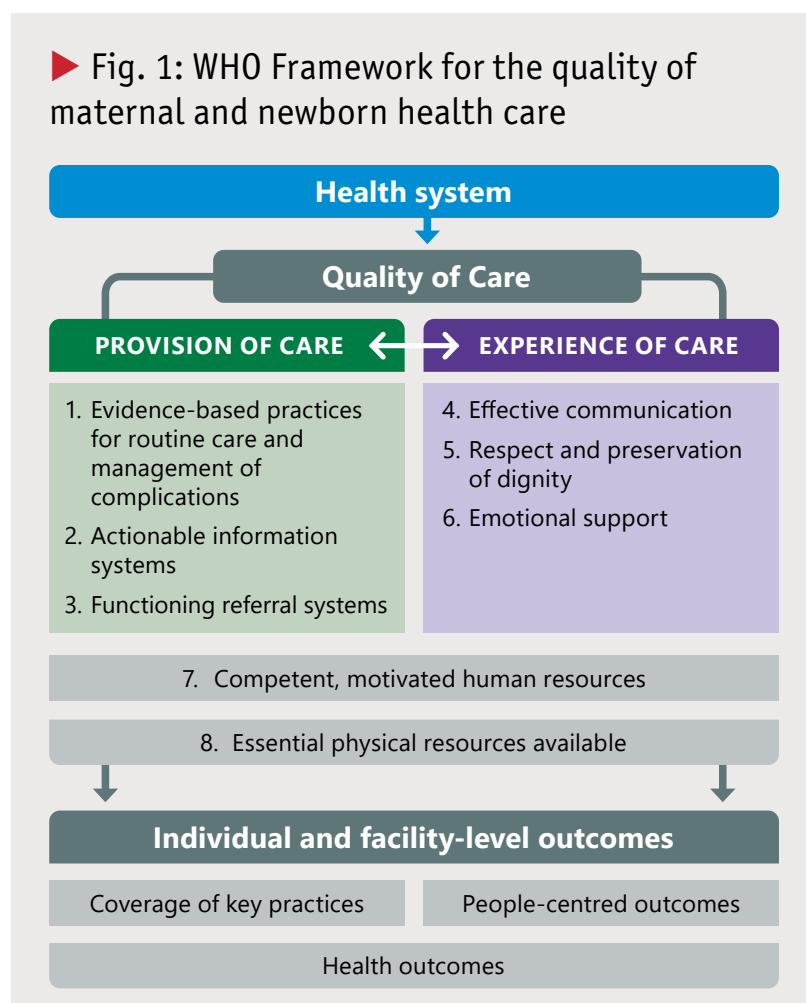 Fig. 1: WHO Framework for the quality of
maternal and newborn health care
Health system
Quality of Care
PROVISION OF CARE
1. Evidence-based practices
for routine care and
management of
complications
2. Actionable information
systems
3. Functioning referral systems
EXPERIENCE OF CARE
4. Effective communication
5. Respect and preservation
of dignity
6. Emotional support
7. Competent, motivated human resources
8. Essential physical resources available
Individual and facility-level outcomes
Coverage of key practices
People-centred outcomes
Health outcomes